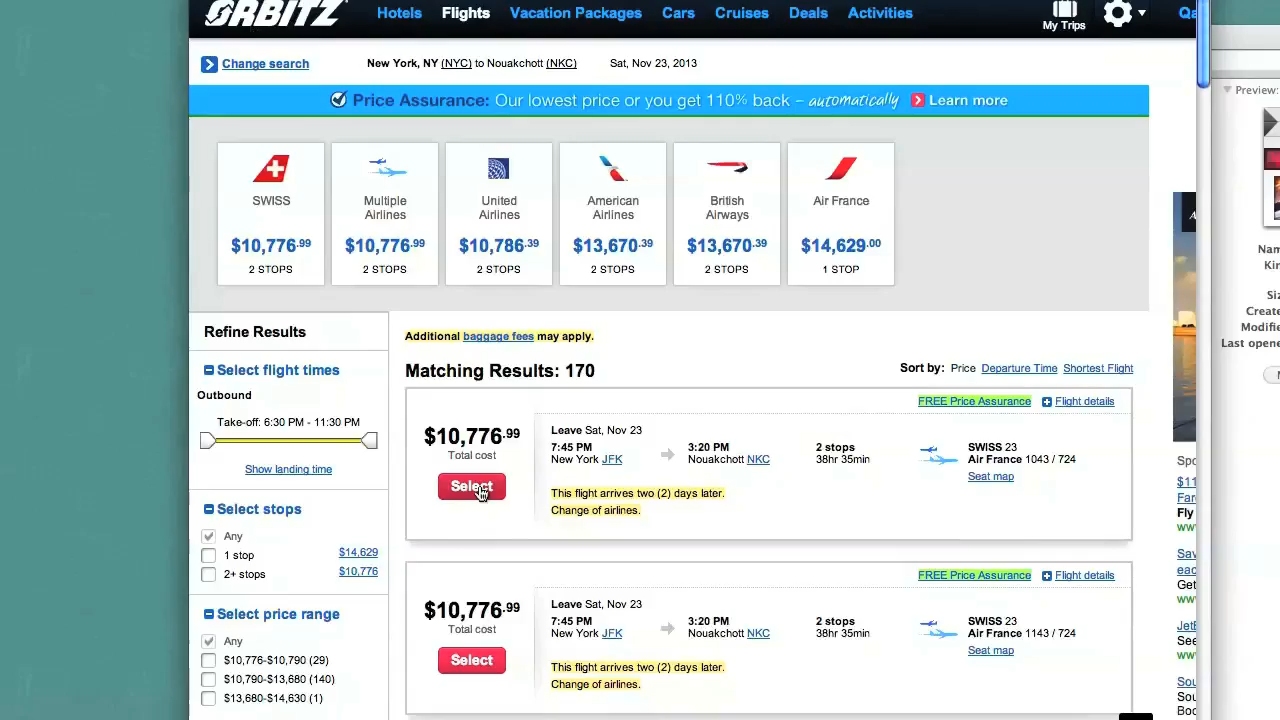 ORBITZ
Hotels Flights Vacation Packages Cars Cruises Deals Activities
My Trips
Change search
New York, NY (NYC) to Nouakchott (NKC) Sat, Nov 23, 2013
Price Assurance: Our lowest price or you get 110% back – automatically Learn more
Preview:
SWISS
$10,776.99
2 STOPS
Multiple
Airlines
$10,776.99
2 STOPS
United
Airlines
$10,786.39
2 STOPS
American
Airlines
$13,670.39
2 STOPS
British
Airways
$13,670.39
2 STOPS
Air France
$14,629.00
1 STOP
Refine Results
Select flight times
Outbound
Take-off: 6:30 PM - 11:30 PM
Show landing time
Select stops
Any
1 stop $14,629
2+ stops $10,776
Select price range
Any
$10,776-$10,790 (29)
$10,790-$13,680 (140)
$13,680-$14,630 (1)
Additional baggage fees may apply.
Matching Results: 170
Sort by: Price Departure Time Shortest Flight
FREE Price Assurance Flight details
$10,776.99
Total cost
Select
Leave Sat, Nov 23
7:45 PM 3:20 PM 2 stops SWISS 23
New York JFK Nouakchott NKC 38hr 35min Air France 1043 / 724
Seat map
This flight arrives two (2) days later.
Change of airlines.
FREE Price Assurance Flight details
$10,776.99
Total cost
Select
Leave Sat, Nov 23
7:45 PM 3:20 PM 2 stops SWISS 23
New York JFK Nouakchott NKC 38hr 35min Air France 1143 / 724
Seat map
This flight arrives two (2) days later.
Change of airlines.
Fly
Get
See
Created
Last opened